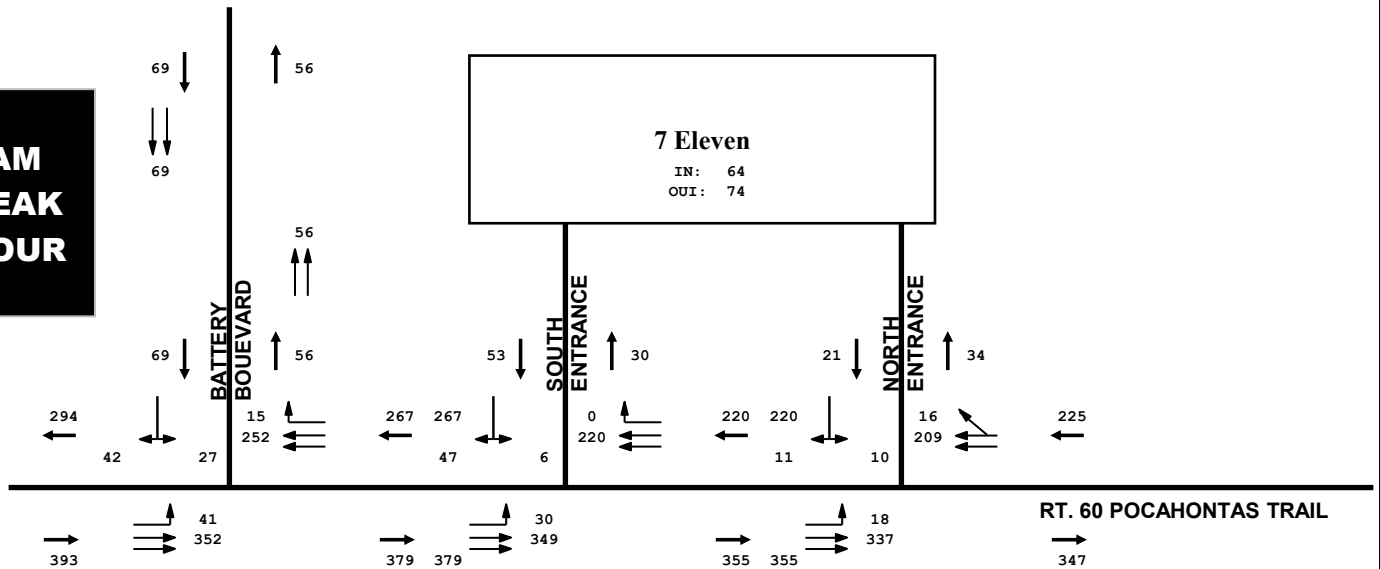 69 56
AM
EAK
OUR
7 Eleven
IN: 64
OUI: 74
69
56
BATTERY
BOUEVARD
SOUTH
ENTRANCE
NORTH
ENTRANCE
69 56 53 30 21 34
294 15 267 267 0 220 220 16 225
252 220 209
42 27 47 6 11 10
RT. 60 POCAHONTAS TRAIL
41 30 18
352 349 337
393 379 379 355 355 347